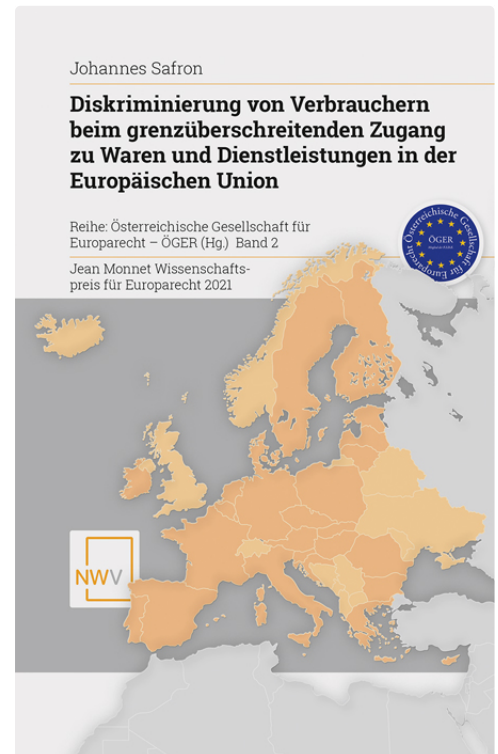 Johannes Safron
Diskriminierung von Verbrauchern
beim grenzüberschreitenden Zugang
zu Waren und Dienstleistungen in der
Europäischen Union
Reihe: Österreichische Gesellschaft für
Europarecht – ÖGER (Hg.) Band 2
Jean Monnet Wissenschafts-
preis für Europarecht 2021
Österreichische Gesellschaft für Europarecht
ÖGER
NWV